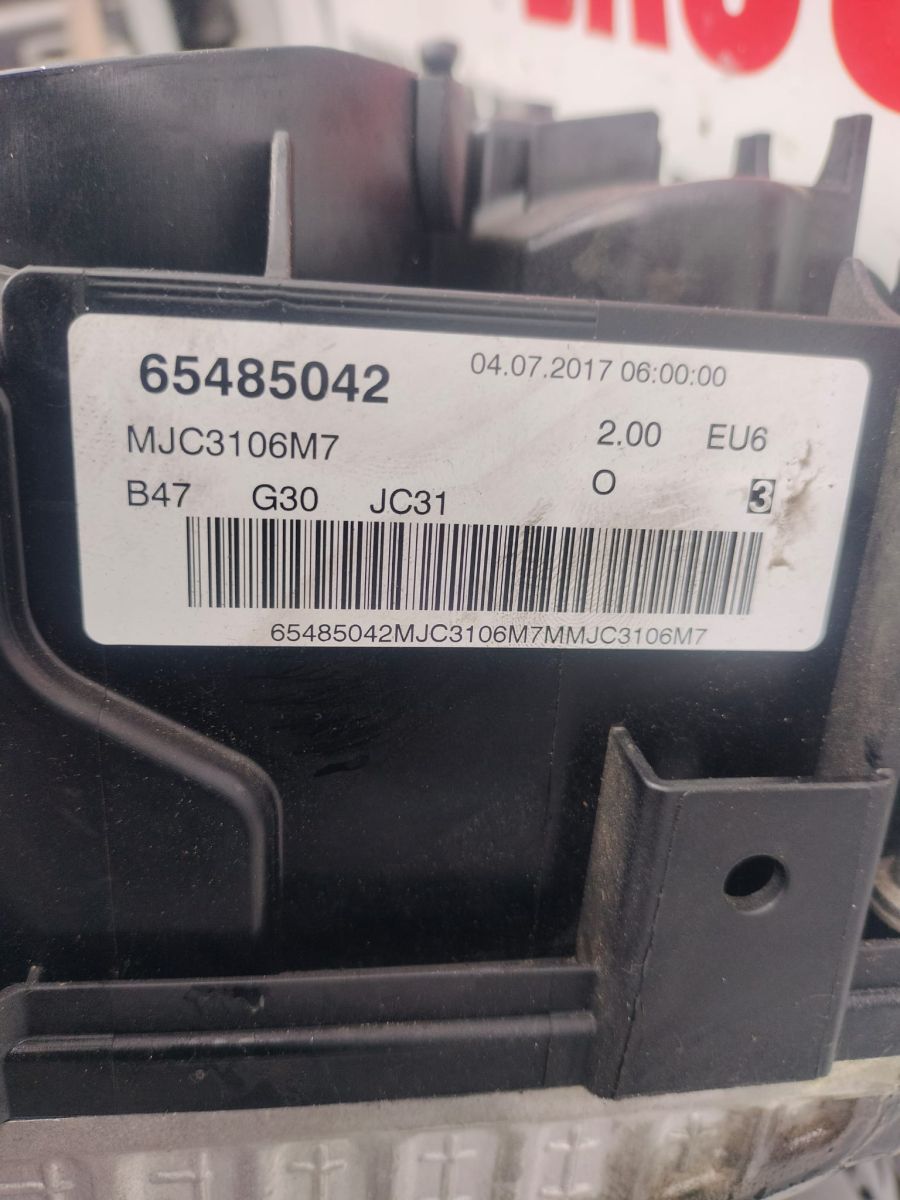 65485042 04.07.2017 06:00:00
MJC3106M7 2.00 EU6
B47 G30 JC31 O 3
65485042MJC3106M7MMJC3106M7